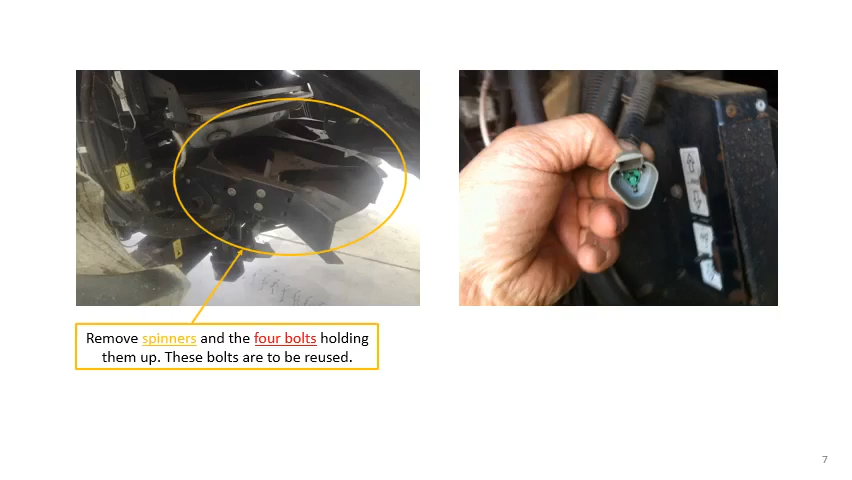 Remove spinners and the four bolts holding
them up. These bolts are to be reused.
7